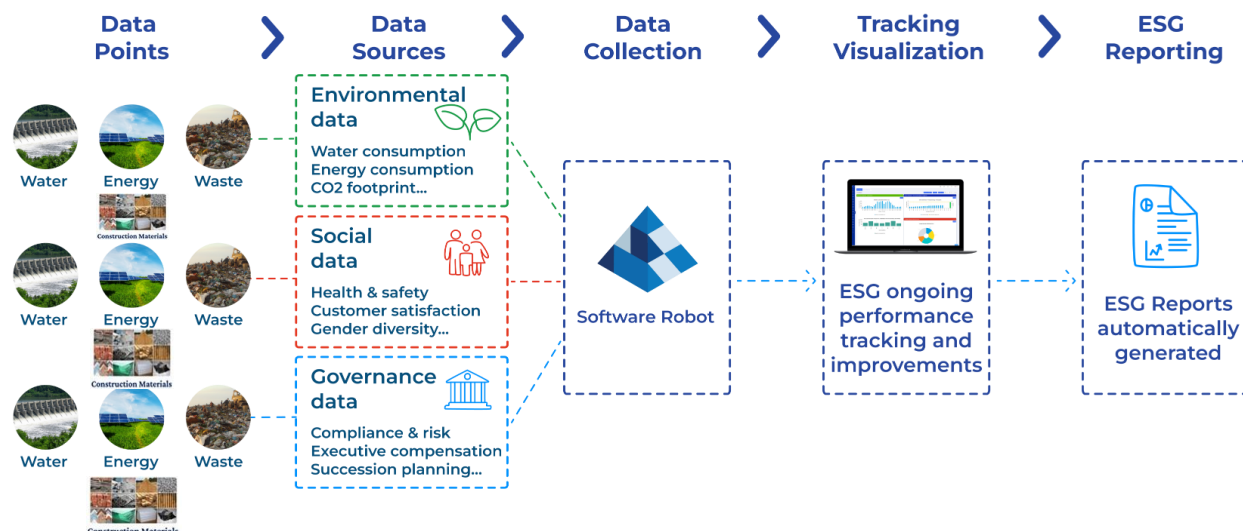 Data
Points
Data
Sources
Data
Collection
Tracking
Visualization
ESG
Reporting
Water
Energy
Waste
Construction Materials
Environmental
data
Water consumption
Energy consumption
CO2 footprint...
Water
Energy
Waste
Construction Materials
Social
data
Health & safety
Customer satisfaction
Gender diversity...
Water
Energy
Waste
Construction Materials
Governance
data
Compliance & risk
Executive compensation
Succession planning...
Software Robot
ESG ongoing
performance
tracking and
improvements
ESG Reports
automatically
generated